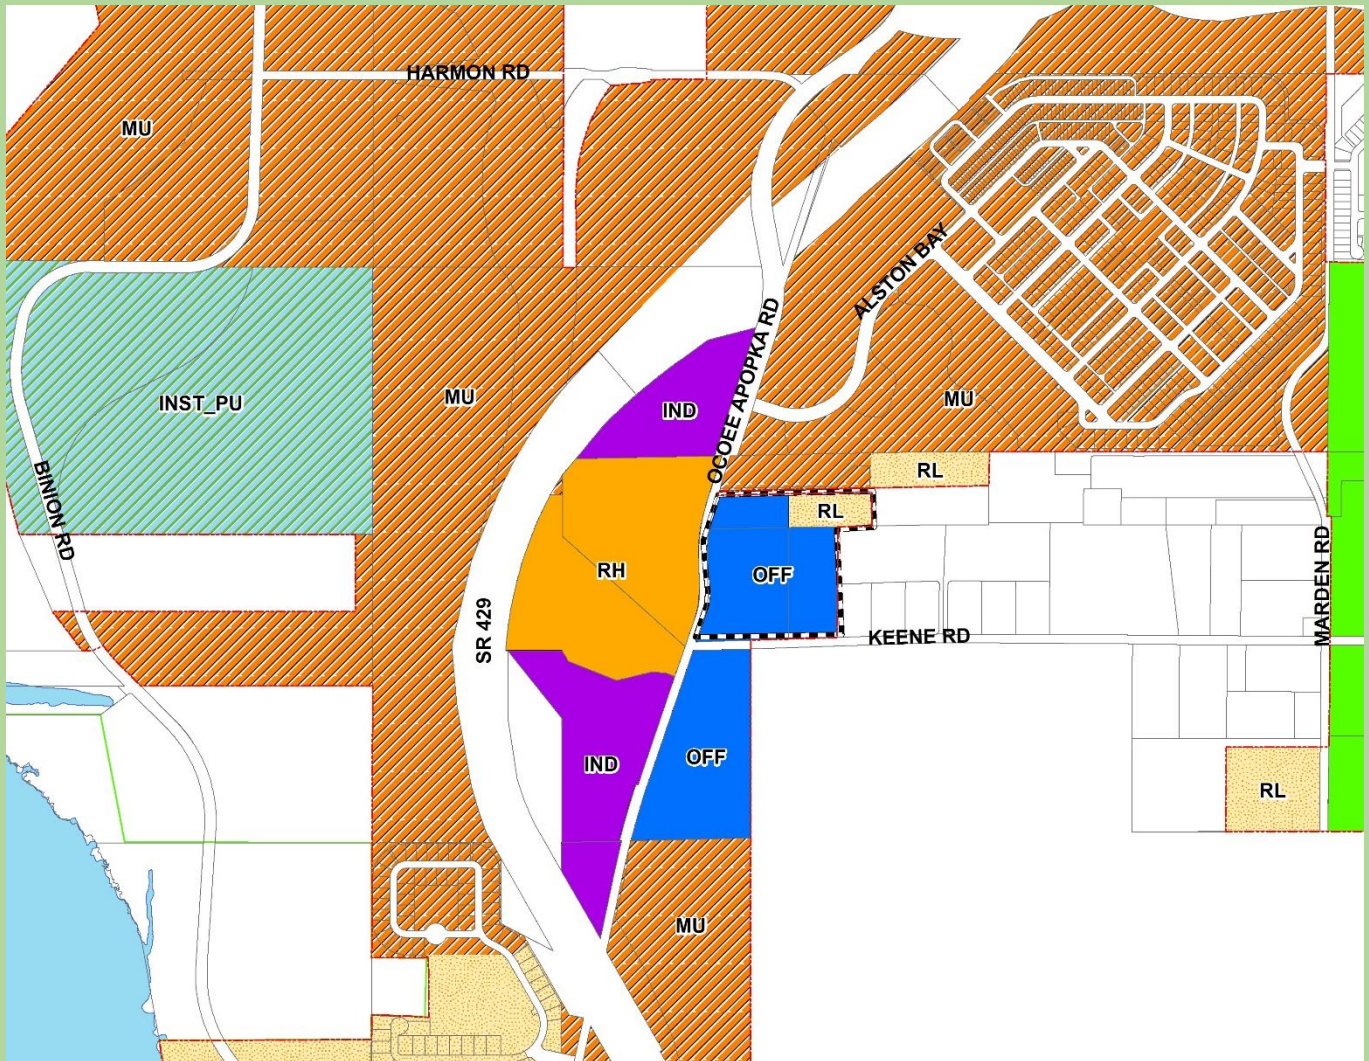 HARMON RD
MU
ALSTON BAY
OCOEE APOPKA RD
INST_PU
MU
IND
MU
BINION RD
RL
RL
RH
OFF
MARDEN RD
SR 429
KEENE RD
IND
OFF
RL
MU